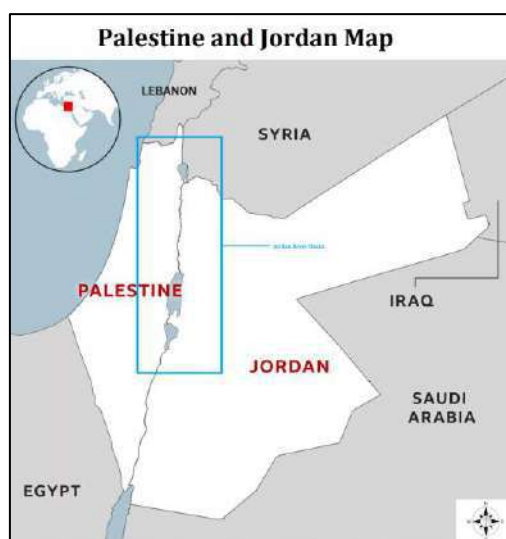 Palestine and Jordan Map
LEBANON
SYRIA
PALESTINE
IRAQ
JORDAN
SAUDI
ARABIA
EGYPT